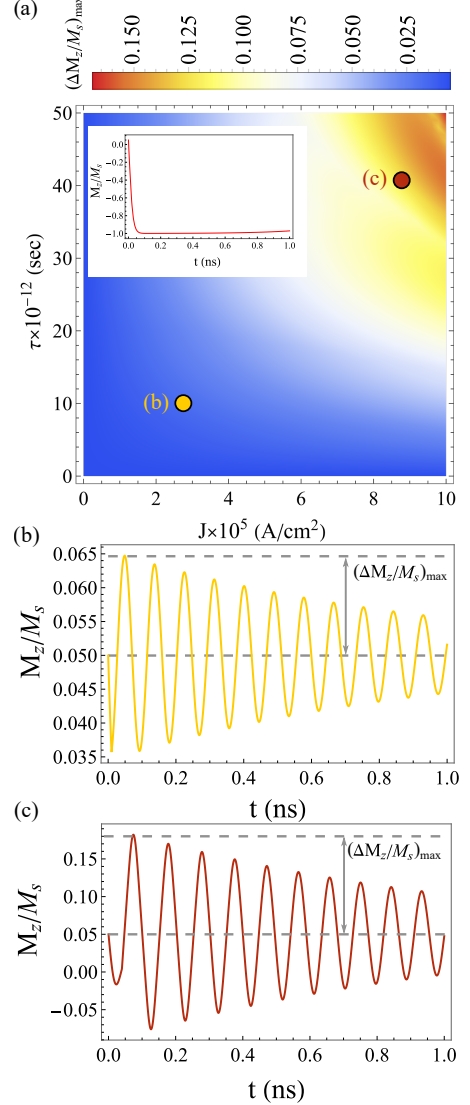 (a)
(ΔM_z/M_s)_max
0.150 0.125 0.100 0.075 0.050 0.025
50
40
30
20
10
0
τ×10^-12 (sec)
0.0
-0.2
-0.4
-0.6
-0.8
-1.0
M_z/M_s
0.0 0.2 0.4 0.6 0.8 1.0
t (ns)
(c)
(b)
0 2 4 6 8 10
J×10^5 (A/cm^2)
(b)
0.065
0.060
0.055
0.050
0.045
0.040
0.035
M_z/M_s
(ΔM_z/M_s)_max
0.0 0.2 0.4 0.6 0.8 1.0
t (ns)
(c)
0.15
0.10
0.05
0.00
-0.05
M_z/M_s
(ΔM_z/M_s)_max
0.0 0.2 0.4 0.6 0.8 1.0
t (ns)